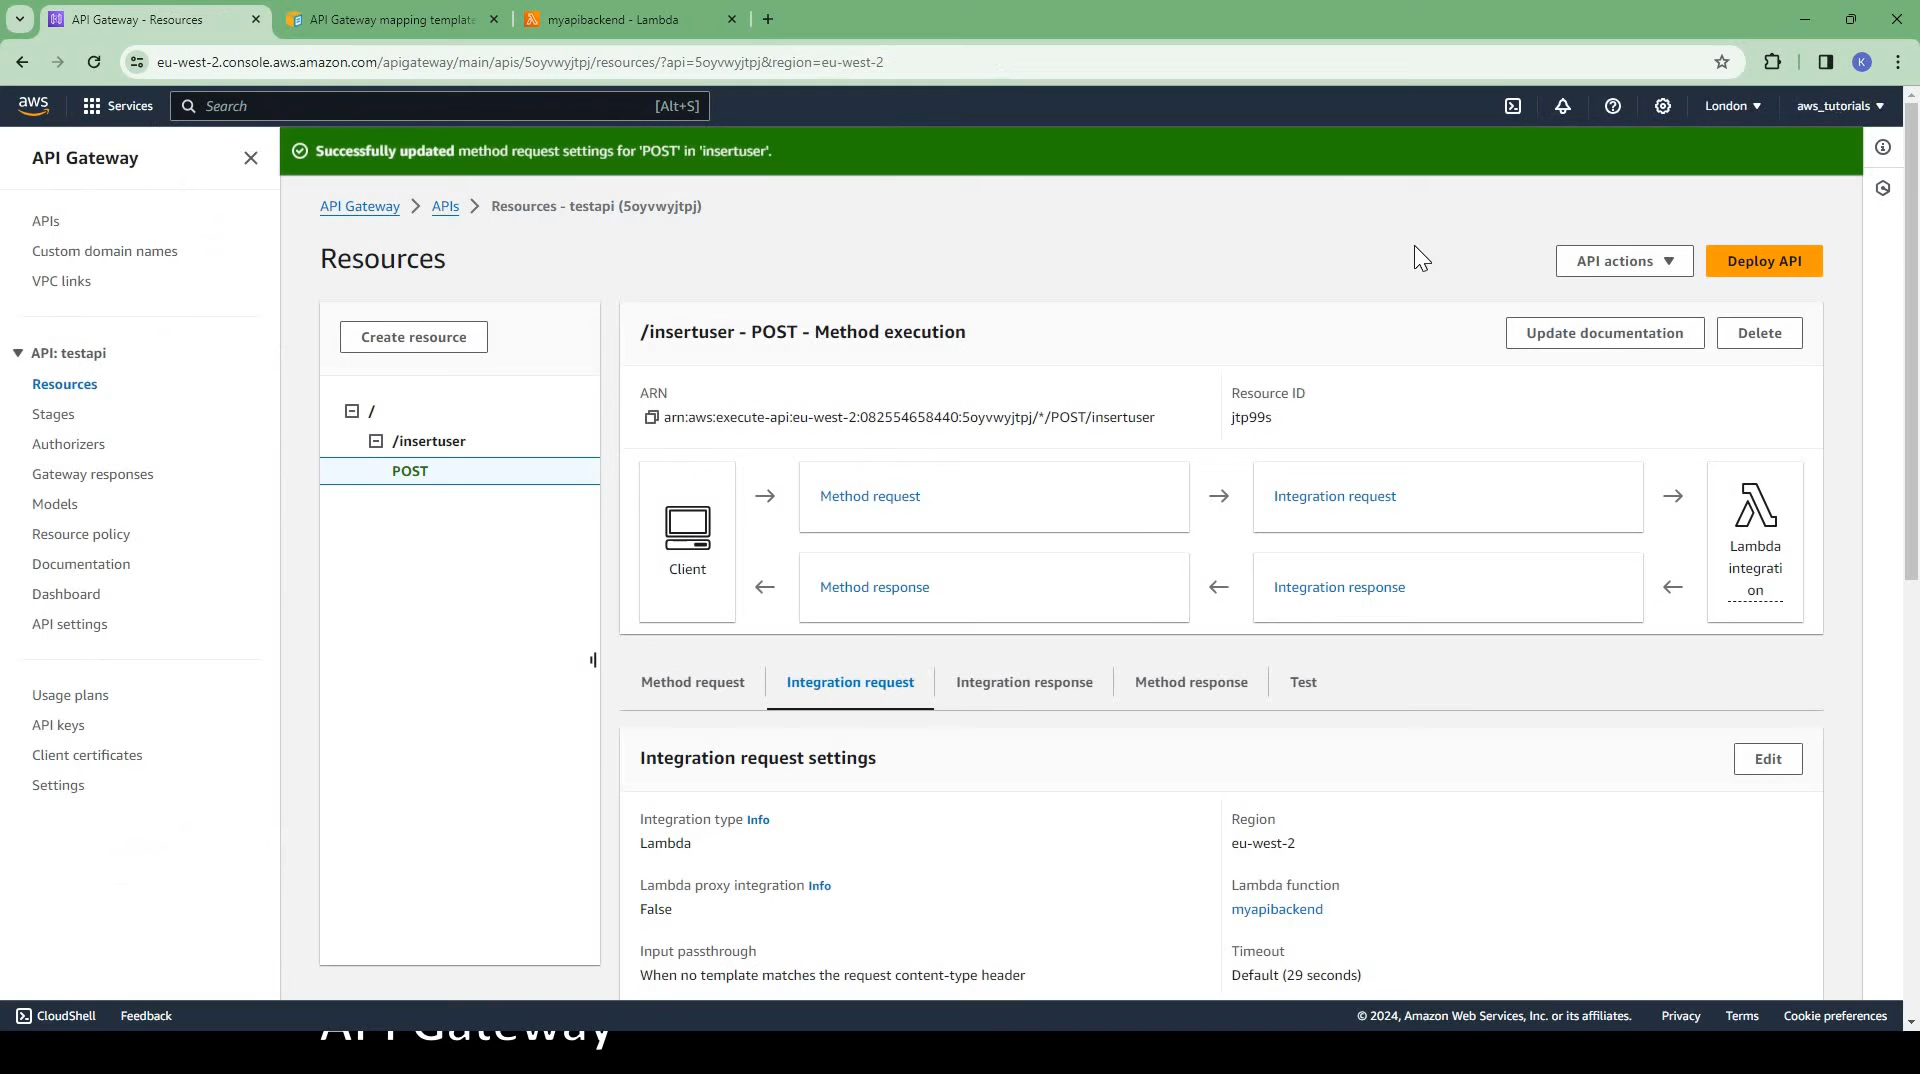 API Gateway - Resources
API Gateway mapping template
myapibackend - Lambda
eu-west-2.console.aws.amazon.com/apigateway/main/apis/5oyvwyjtpj/resources/?api=5oyvwyjtpj&region=eu-west-2
K
aws
Services
Search
[Alt+S]
London
aws_tutorials
API Gateway
Successfully updated method request settings for 'POST' in 'insertuser'.
APIs
Custom domain names
VPC links
API: testapi
Resources
Stages
Authorizers
Gateway responses
Models
Resource policy
Documentation
Dashboard
API settings
Usage plans
API keys
Client certificates
Settings
API Gateway > APIs > Resources - testapi (5oyvwyjtpj)
Resources
API actions
Deploy API
Create resource
/
/insertuser
POST
/insertuser - POST - Method execution
Update documentation
Delete
ARN
arn:aws:execute-api:eu-west-2:082554658440:5oyvwyjtpj/*/POST/insertuser
Resource ID
jtp99s
Client
Method request
Integration request
Method response
Integration response
Lambda
integrati
on
Method request
Integration request
Integration response
Method response
Test
Integration request settings
Edit
Integration type Info
Lambda
Region
eu-west-2
Lambda proxy integration Info
False
Lambda function
myapibackend
Input passthrough
When no template matches the request content-type header
Timeout
Default (29 seconds)
CloudShell
Feedback
© 2024, Amazon Web Services, Inc. or its affiliates.
Privacy
Terms
Cookie preferences
API Gateway